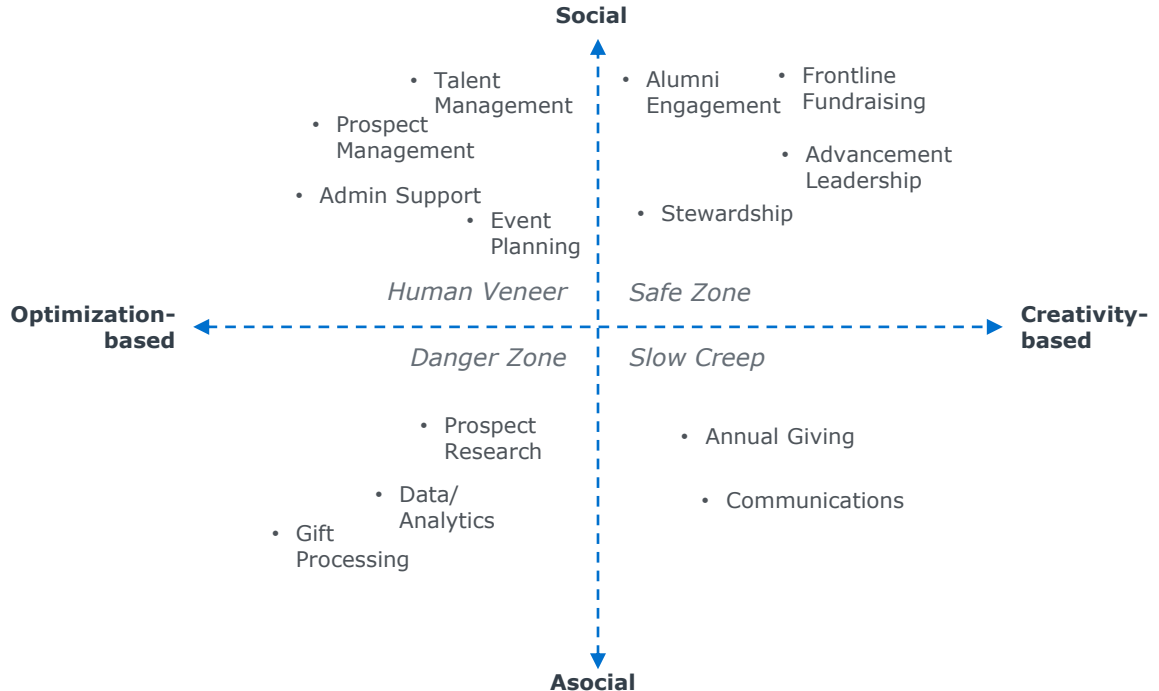 Social
• Talent
Management
• Alumni
Engagement
• Frontline
Fundraising
• Prospect
Management
• Advancement
Leadership
• Admin Support
• Event
Planning
• Stewardship
Human Veneer
Safe Zone
Optimization-
based
Creativity-
based
Danger Zone
Slow Creep
• Prospect
Research
• Annual Giving
• Data/
Analytics
• Communications
• Gift
Processing
Asocial